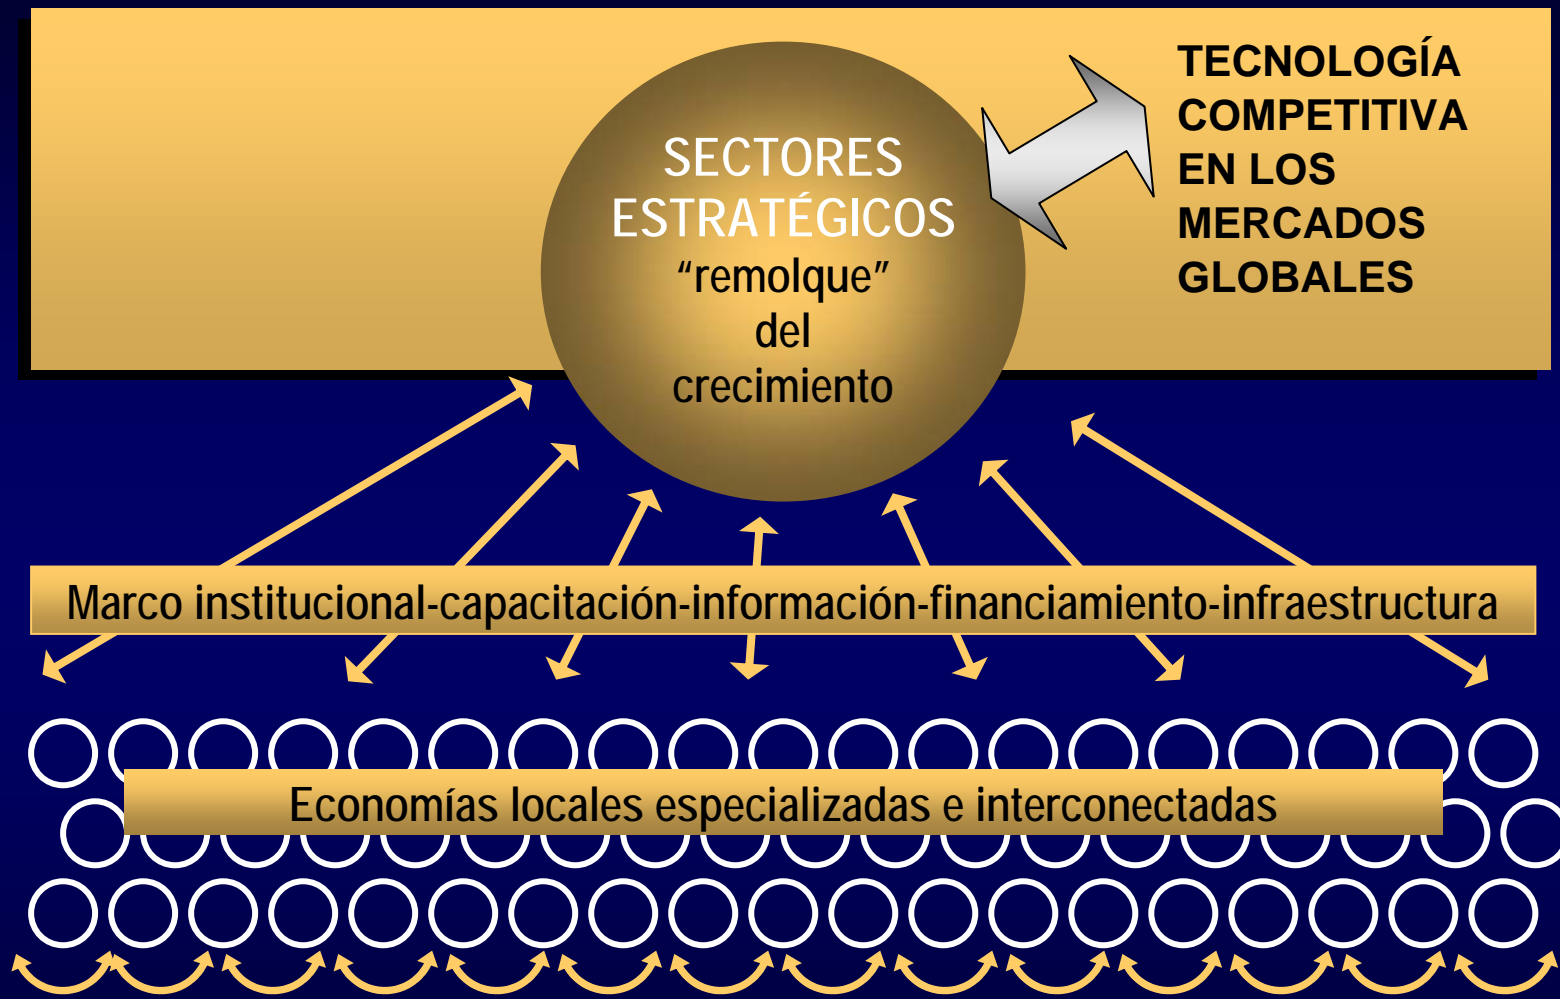 SECTORES
ESTRATÉGICOS
“remolque”
del
crecimiento
TECNOLOGÍA
COMPETITIVA
EN LOS
MERCADOS
GLOBALES
Marco institucional-capacitación-información-financiamiento-infraestructura
Economías locales especializadas e interconectadas